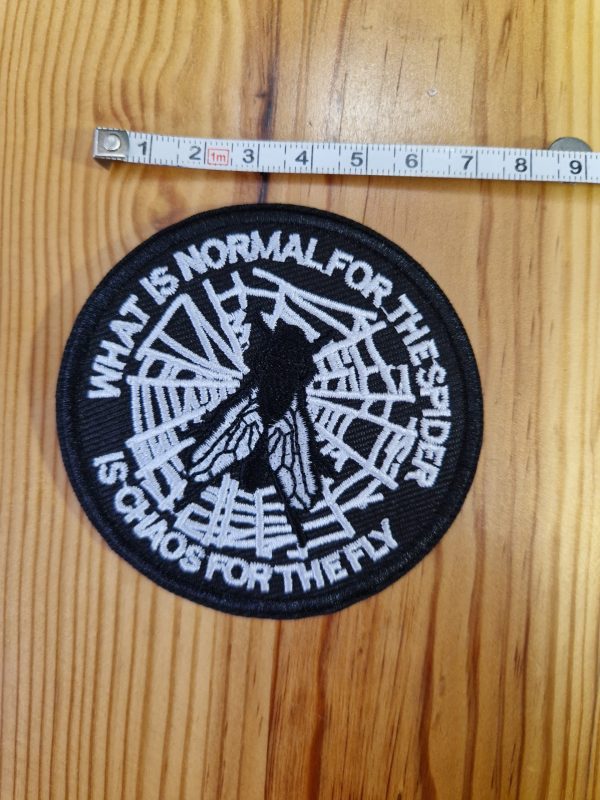 1 2 1m 3 4 5 6 7 8 9
WHAT IS NORMAL FOR THE SPIDER
IS CHAOS FOR THE FLY